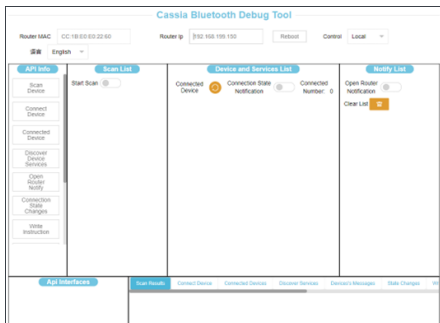 Cassia Bluetooth Debug Tool
Router MAC CC:1B:E0:E0:22:60 Router Ip 192.168.199.150 Reboot Control Local
语言 English
API Info Scan List Device and Services List Notify List
Scan Device
Start Scan
Connected Device
Connection State Notification
Connected Number: 0
Open Router Notification
Clear List
Connect Device
Connected Device
Discover Device Services
Open Router Notify
Connection State Changes
Write Instruction
Api Interfaces
Scan Results Connect Device Connected Devices Discover Services Devices's Messages State Changes